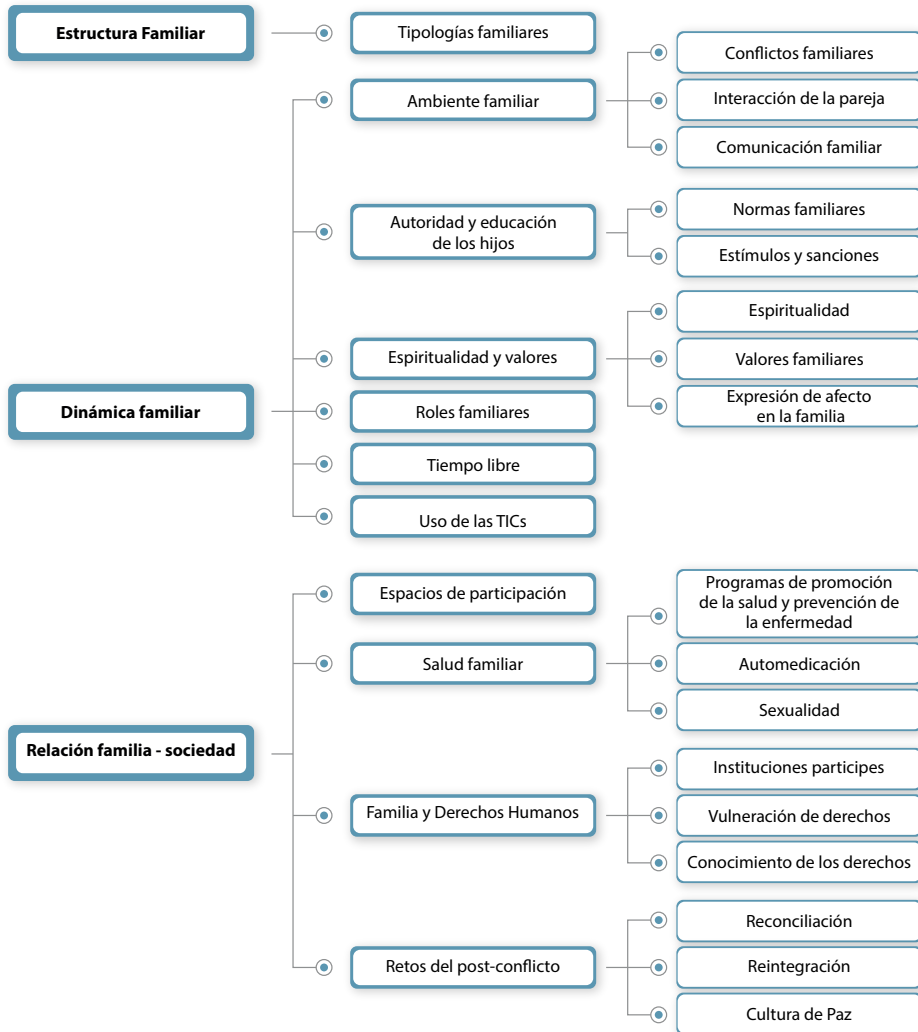 Estructura Familiar
Tipologías familiares
Ambiente familiar
Conflictos familiares
Interacción de la pareja
Comunicación familiar
Autoridad y educación
de los hijos
Normas familiares
Estímulos y sanciones
Dinámica familiar
Espiritualidad y valores
Espiritualidad
Valores familiares
Expresión de afecto
en la familia
Roles familiares
Tiempo libre
Uso de las TICs
Relación familia - sociedad
Espacios de participación
Salud familiar
Programas de promoción
de la salud y prevención de
la enfermedad
Automedicación
Sexualidad
Familia y Derechos Humanos
Instituciones participes
Vulneración de derechos
Conocimiento de los derechos
Retos del post-conflicto
Reconciliación
Reintegración
Cultura de Paz